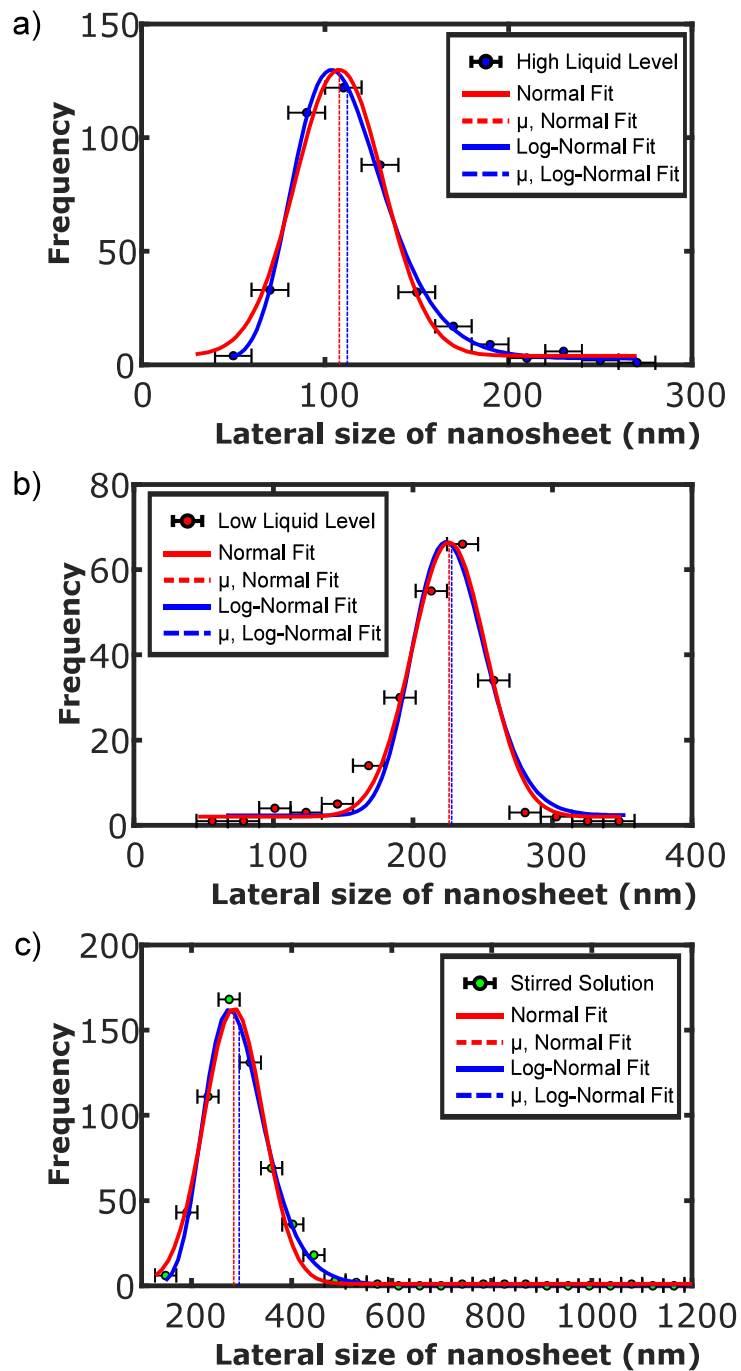 a)
150
100
50
0
Frequency
High Liquid Level
Normal Fit
μ, Normal Fit
Log-Normal Fit
μ, Log-Normal Fit
0 100 200 300
Lateral size of nanosheet (nm)
b)
80
60
40
20
0
Frequency
Low Liquid Level
Normal Fit
μ, Normal Fit
Log-Normal Fit
μ, Log-Normal Fit
0 100 200 300 400
Lateral size of nanosheet (nm)
c)
200
150
100
50
0
Frequency
Stirred Solution
Normal Fit
μ, Normal Fit
Log-Normal Fit
μ, Log-Normal Fit
200 400 600 800 1000 1200
Lateral size of nanosheet (nm)